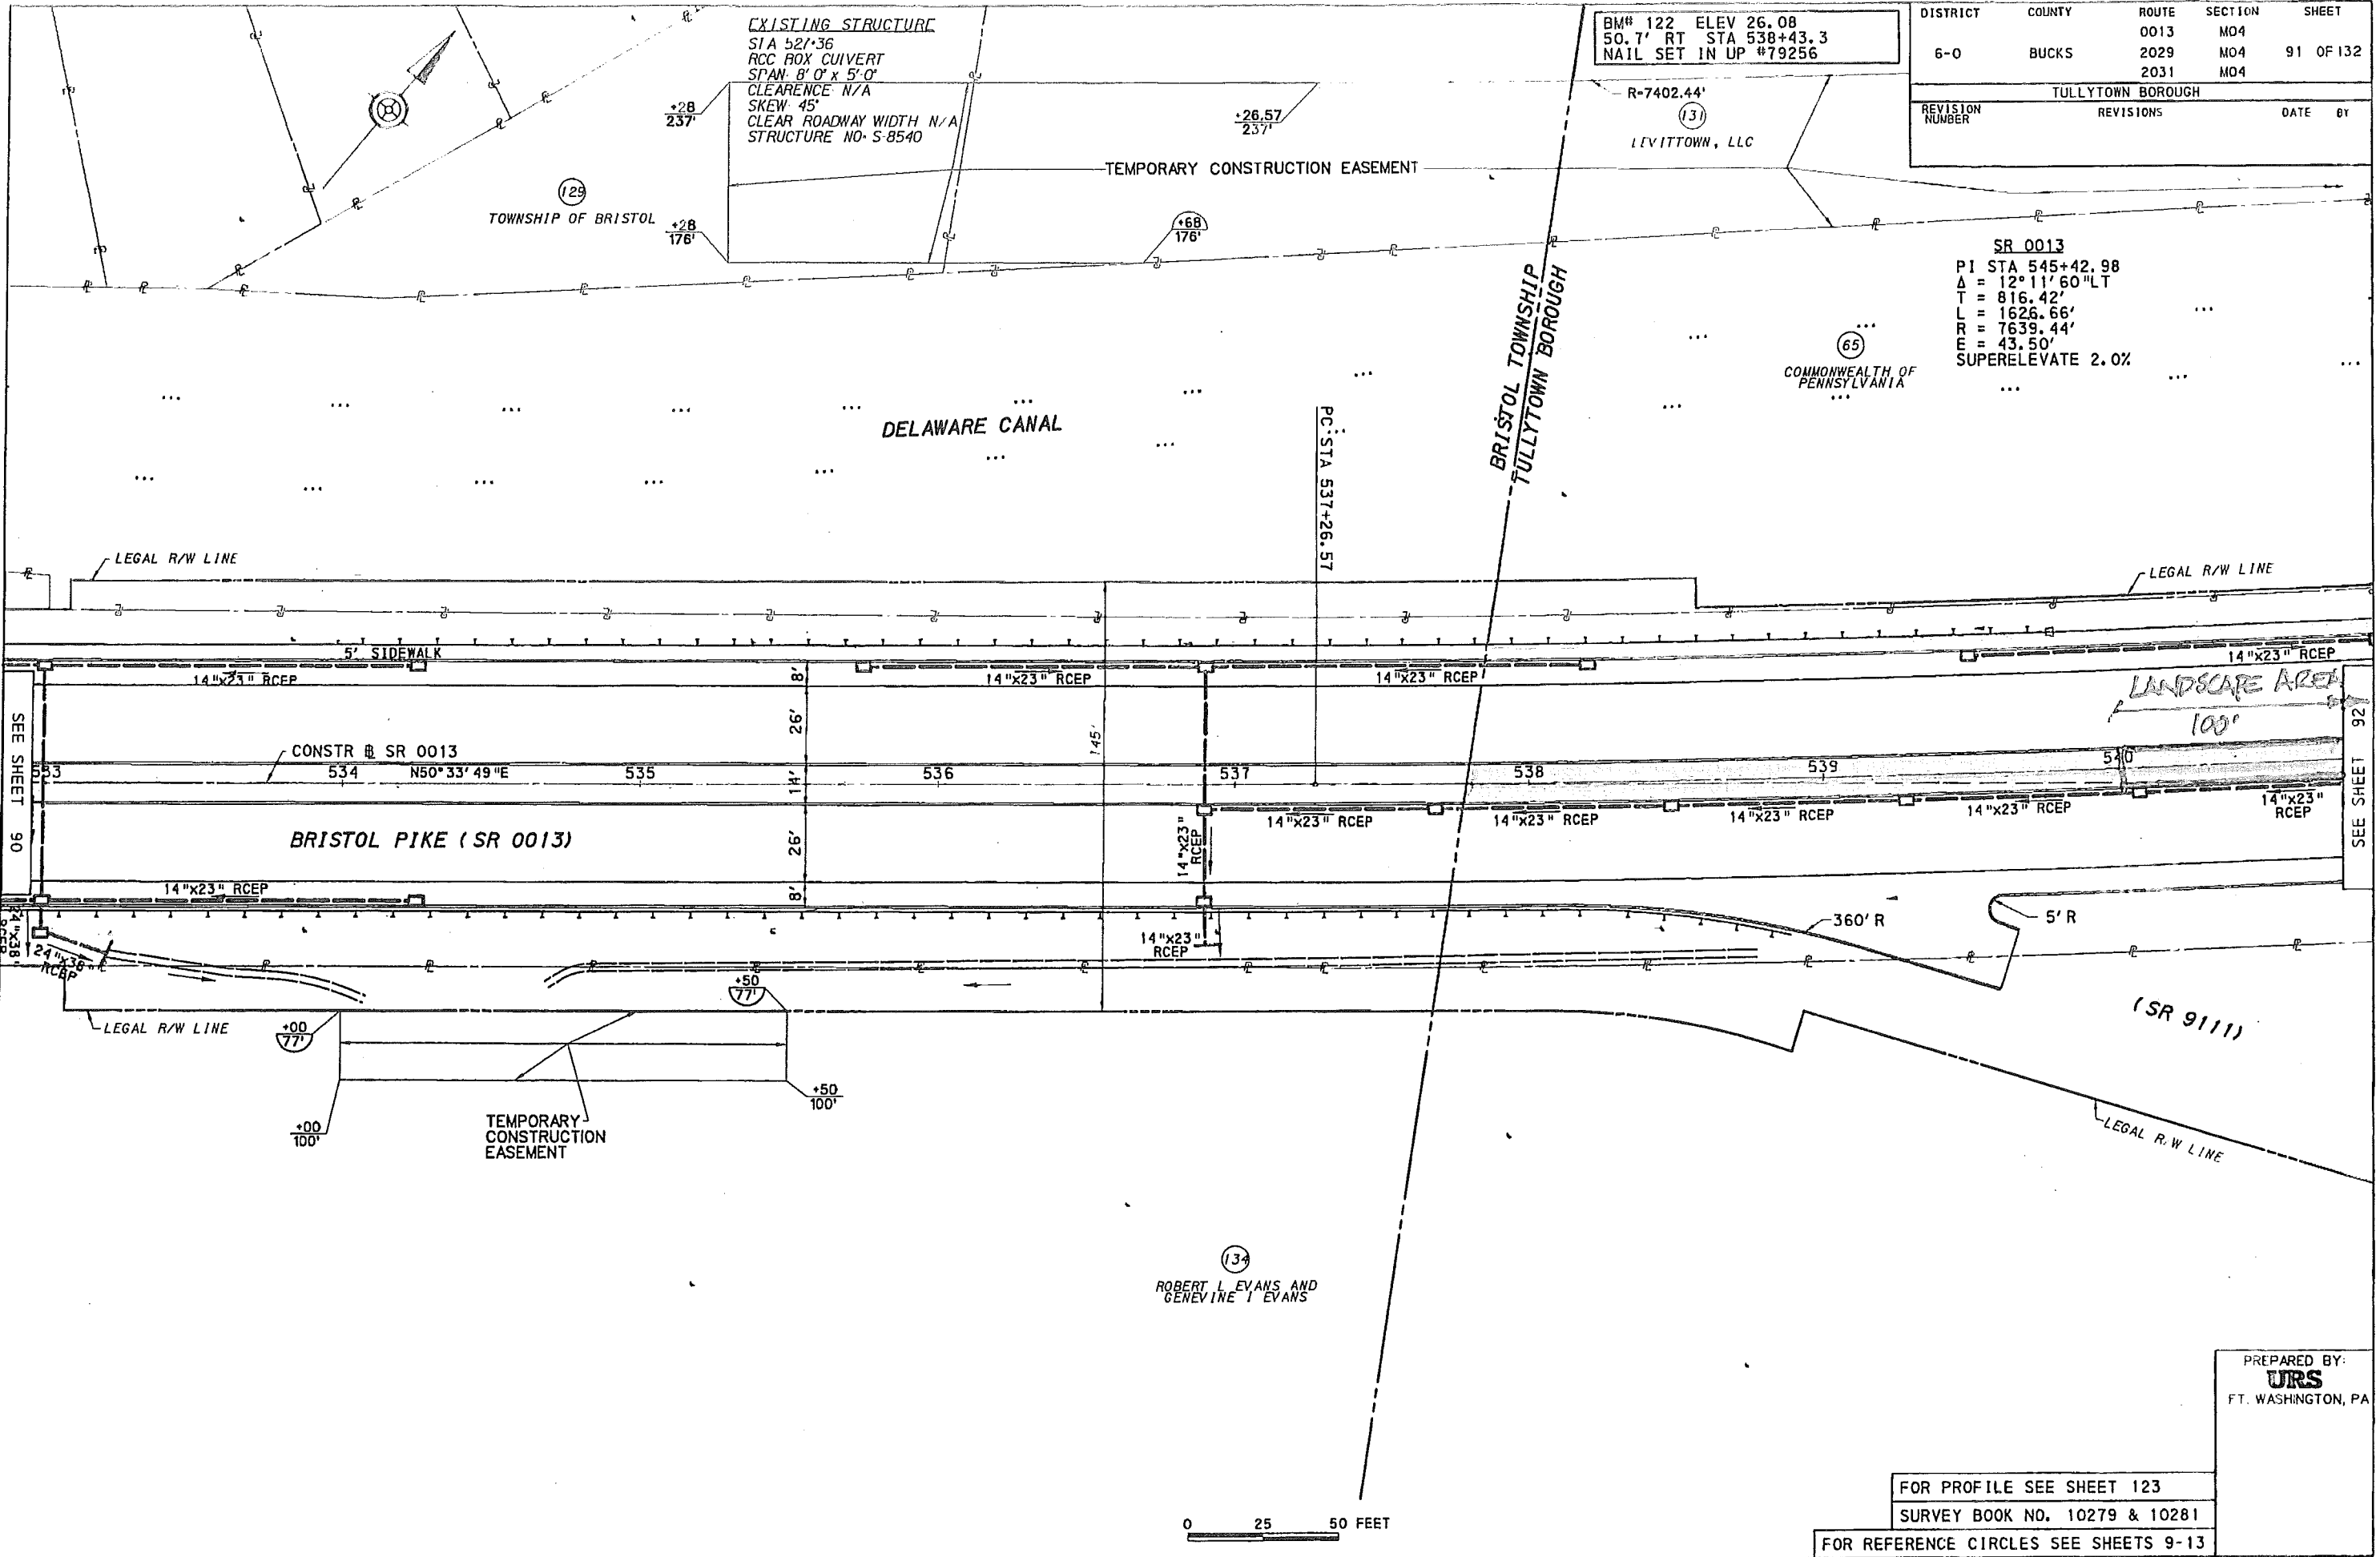 EXISTING STRUCTURE
STA 527+36
RCC BOX CULVERT
SPAN: 8'0" x 5'-0"
CLEARENCE N/A
SKEW 45°
CLEAR ROADWAY WIDTH N/A
STRUCTURE NO. S-8540
BM# 122 ELEV 26.08
50.7' RT STA 538+43.3
NAIL SET IN UP #79256
DISTRICT COUNTY ROUTE SECTION SHEET
0013 M04
6-0 BUCKS 2029 M04 91 OF 132
2031 M04
TULLYTOWN BOROUGH
REVISION NUMBER REVISIONS DATE BY
+28
237'
+26.57
237'
R=7402.44'
131
LEVITTOWN, LLC
TEMPORARY CONSTRUCTION EASEMENT
129
TOWNSHIP OF BRISTOL
+28
176'
+68
176'
SR 0013
PI STA 545+42.98
Δ = 12°11'60"LT
T = 816.42'
L = 1626.66'
R = 7639.44'
E = 43.50'
SUPERELEVATE 2.0%
BRISTOL TOWNSHIP
TULLYTOWN BOROUGH
65
COMMONWEALTH OF
PENNSYLVANIA
DELAWARE CANAL
PC STA 537+26.57
LEGAL R/W LINE
LEGAL R/W LINE
5' SIDEWALK
14"x23" RCEP
14"x23" RCEP
14"x23" RCEP
14"x23" RCEP
LANDSCAPE AREA
100'
8'
26'
14'
26'
8'
145'
SEE SHEET 90
SEE SHEET 92
CONSTR ℄ SR 0013
N50°33'49"E
533
534
535
536
537
538
539
540
BRISTOL PIKE (SR 0013)
14"x23" RCEP
14"x23" RCEP
14"x23" RCEP
14"x23" RCEP
14"x23"
RCEP
14"x23"
RCEP
14"x23" RCEP
14"x23"
RCEP
24"x38"
RCEP
24"x38"
RCEP
360' R
5' R
(SR 9111)
LEGAL R/W LINE
+00
77'
+50
77'
+00
100'
+50
100'
TEMPORARY
CONSTRUCTION
EASEMENT
LEGAL R/W LINE
134
ROBERT L EVANS AND
GENEVINE I EVANS
PREPARED BY:
URS
FT. WASHINGTON, PA
0 25 50 FEET
FOR PROFILE SEE SHEET 123
SURVEY BOOK NO. 10279 & 10281
FOR REFERENCE CIRCLES SEE SHEETS 9-13